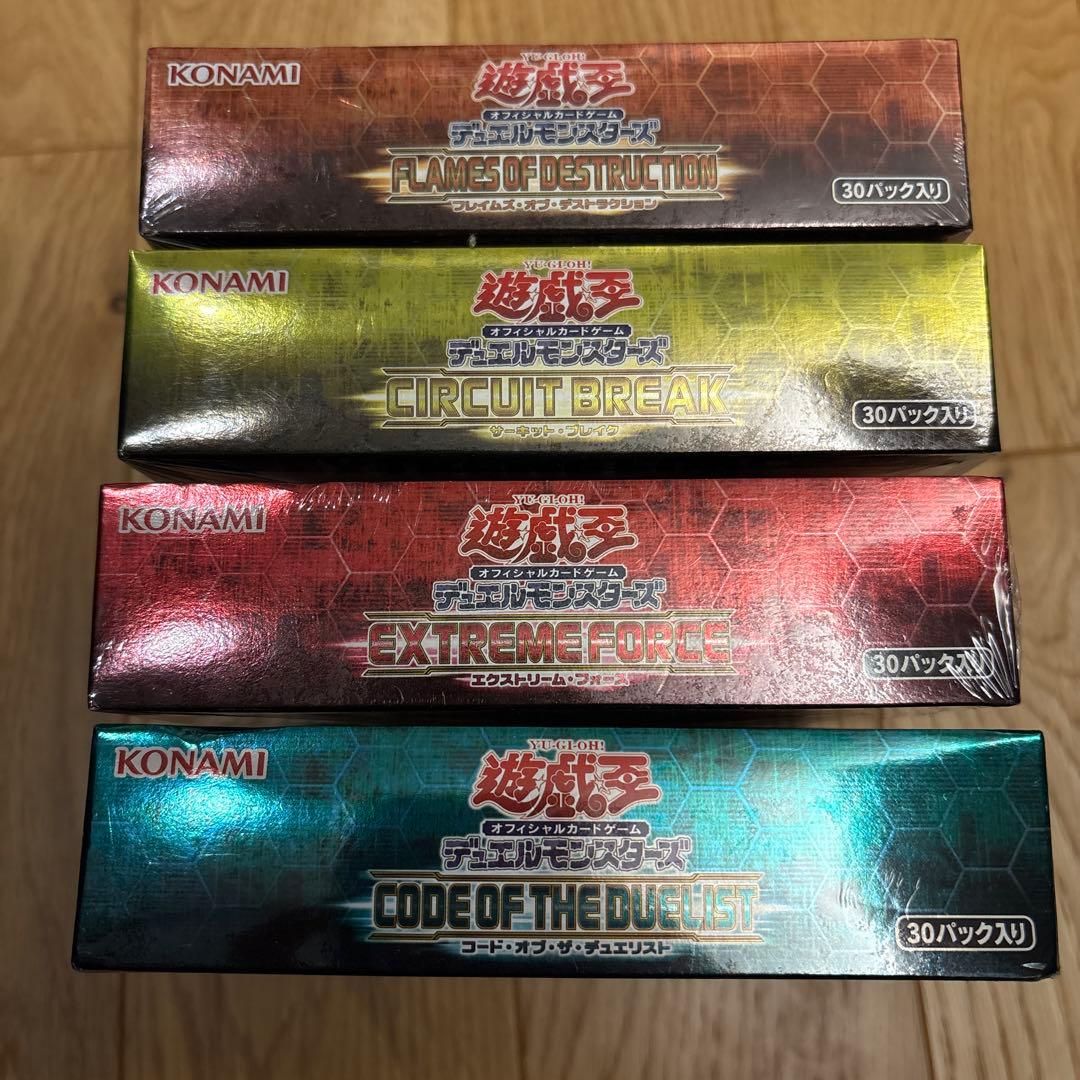 KONAMI
YU-GI-OH!
遊戯王
オフィシャルカードゲーム
デュエルモンスターズ
FLAMES OF DESTRUCTION
フレイムズ・オブ・デストラクション
30パック入り
KONAMI
YU-GI-OH!
遊戯王
オフィシャルカードゲーム
デュエルモンスターズ
CIRCUIT BREAK
サーキット・ブレイク
30パック入り
KONAMI
YU-GI-OH!
遊戯王
オフィシャルカードゲーム
デュエルモンスターズ
EXTREME FORCE
エクストリーム・フォース
30パック入り
KONAMI
YU-GI-OH!
遊戯王
オフィシャルカードゲーム
デュエルモンスターズ
CODE OF THE DUELIST
コード・オブ・ザ・デュエリスト
30パック入り